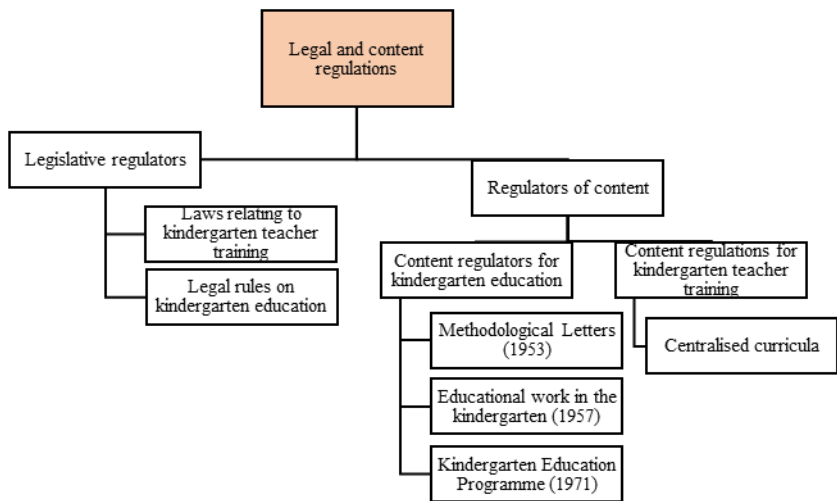 Legal and content
regulations
Legislative regulators
Laws relating to
kindergarten teacher
training
Legal rules on
kindergarten education
Regulators of content
Content regulators for
kindergarten education
Methodological Letters
(1953)
Educational work in the
kindergarten (1957)
Kindergarten Education
Programme (1971)
Content regulations for
kindergarten teacher
training
Centralised curricula